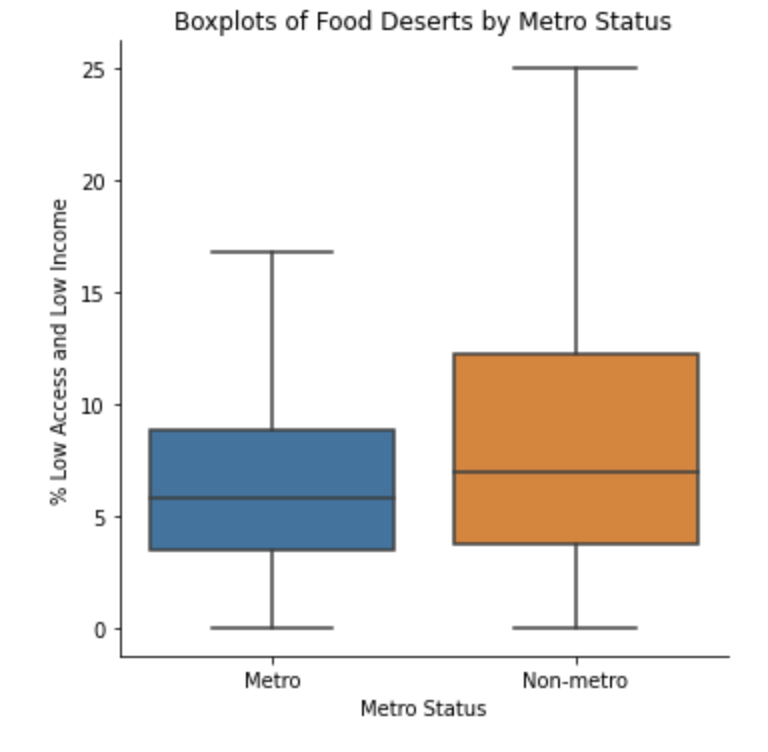 Boxplots of Food Deserts by Metro Status
% Low Access and Low Income
25
20
15
10
5
0
Metro
Non-metro
Metro Status